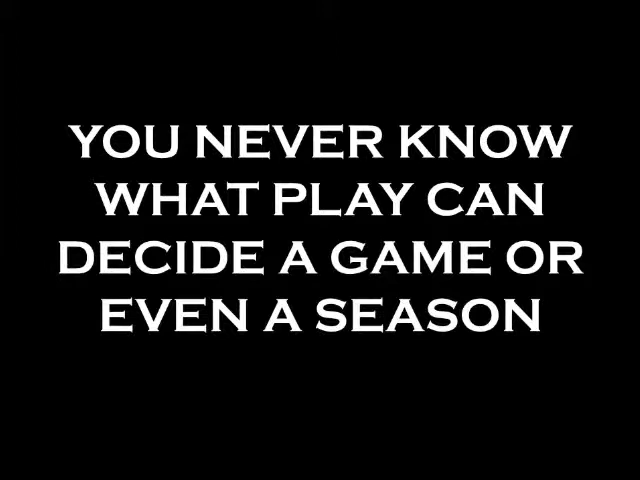 YOU NEVER KNOW
WHAT PLAY CAN
DECIDE A GAME OR
EVEN A SEASON